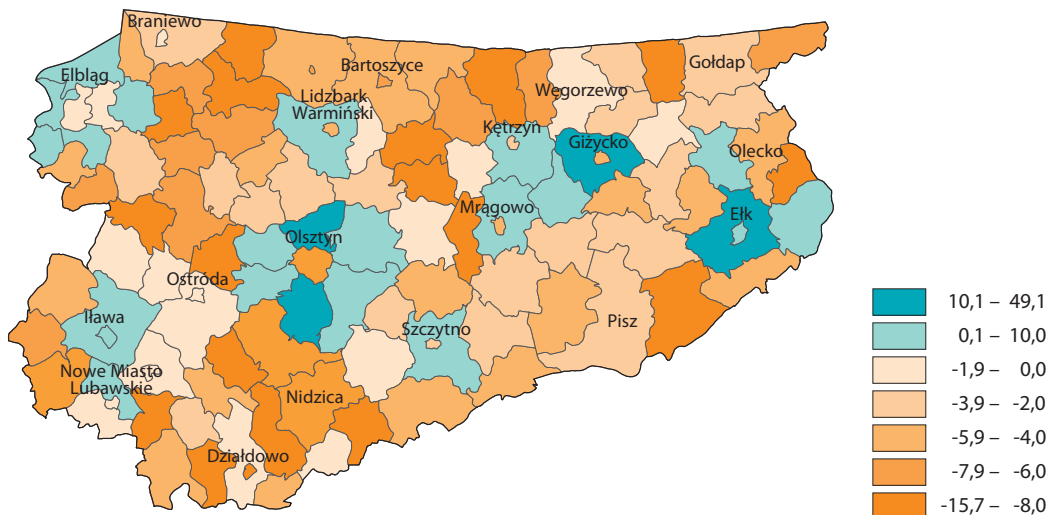 Braniewo
Gołdap
Elbląg
Bartoszyce
Węgorzewo
Lidzbark
Warmiński
Kętrzyń
Giżycko
Olecko
Mrągowo
Ełk
Olsztyn
Ostróda
Iława
Szczytno
Pisz
Nowe Miasto
Lubawskie
Nidzica
Działdowo
10,1 – 49,1
0,1 – 10,0
-1,9 – 0,0
-3,9 – -2,0
-5,9 – -4,0
-7,9 – -6,0
-15,7 – -8,0